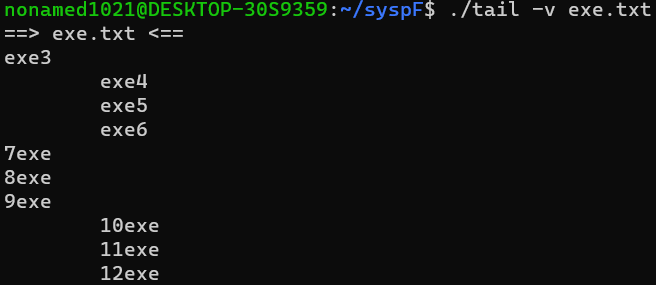 nonamed1021@DESKTOP-30S9359:~/syspF$ ./tail -v exe.txt
==> exe.txt <==
exe3
        exe4
        exe5
        exe6
7exe
8exe
9exe
        10exe
        11exe
        12exe